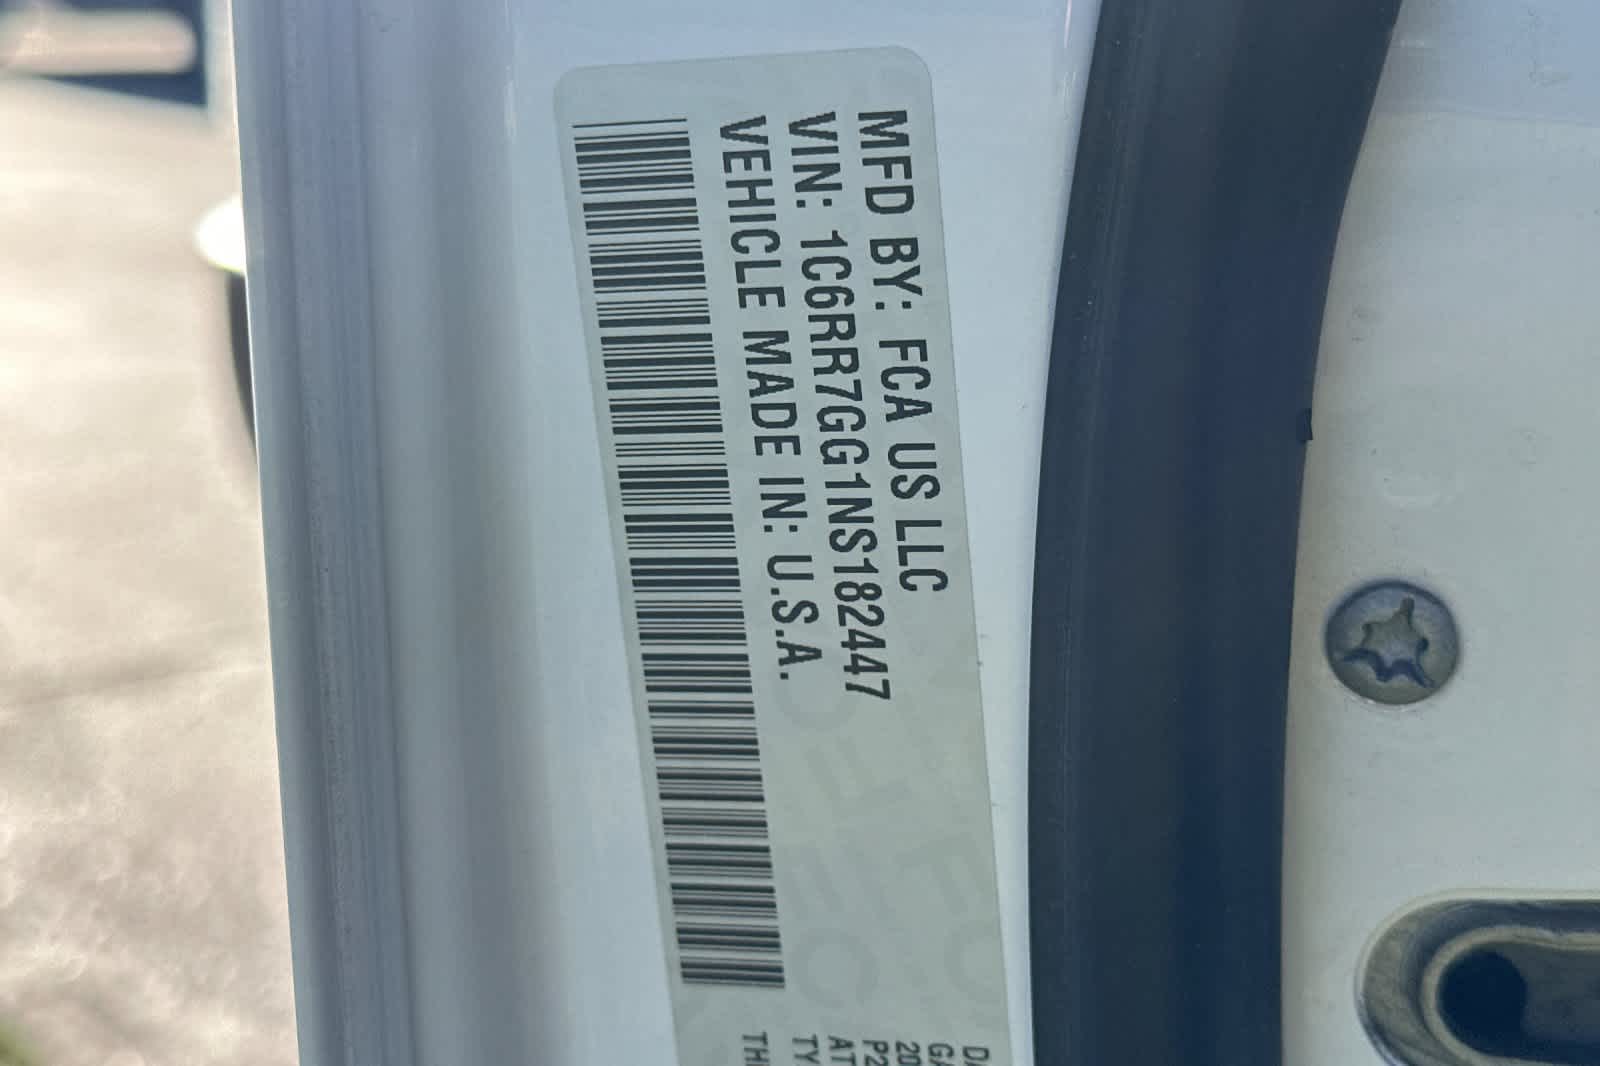 MFD BY: FCA US LLC
VIN: 1C6RR7GG1NS182447
VEHICLE MADE IN: U.S.A.